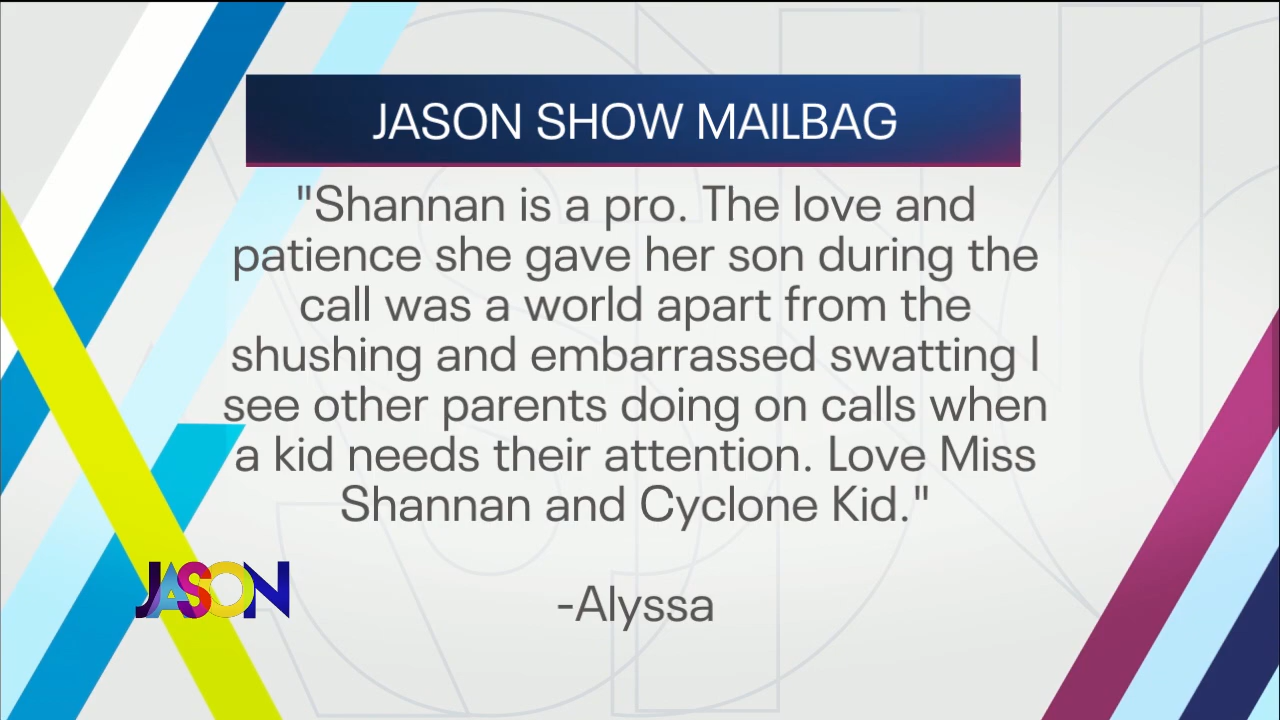 JASON SHOW MAILBAG
"Shannan is a pro. The love and
patience she gave her son during the
call was a world apart from the
shushing and embarrassed swatting I
see other parents doing on calls when
a kid needs their attention. Love Miss
Shannan and Cyclone Kid."
-Alyssa
JASON